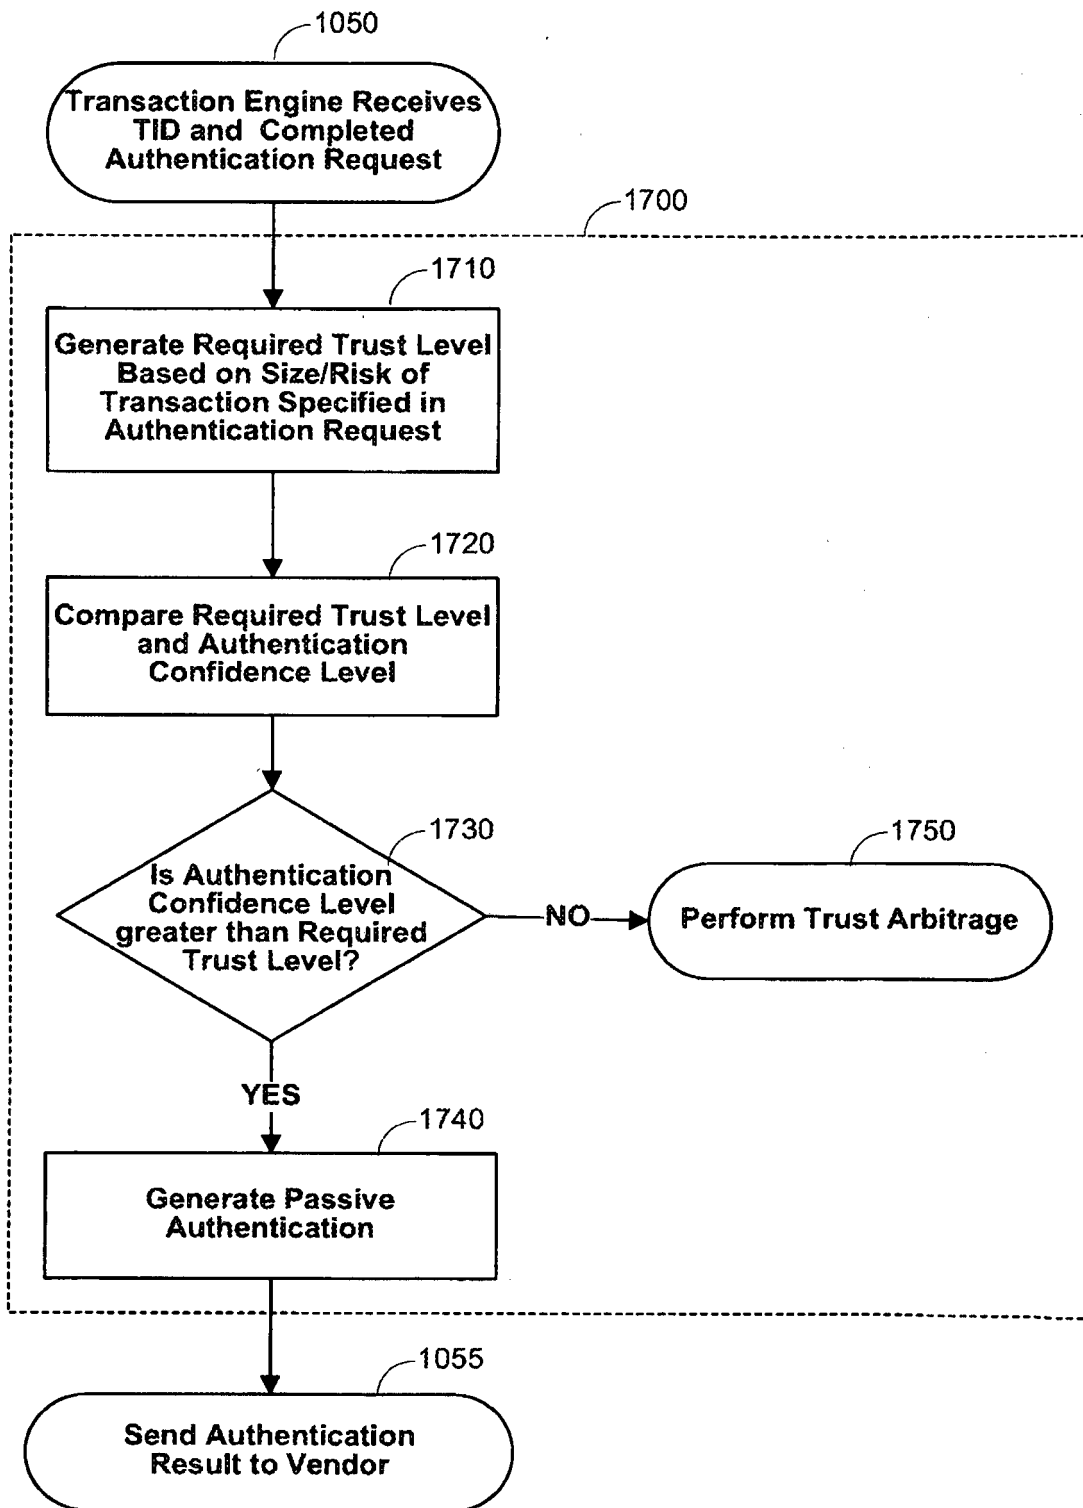 1050
Transaction Engine Receives
TID and Completed
Authentication Request
1700
1710
Generate Required Trust Level
Based on Size/Risk of
Transaction Specified in
Authentication Request
1720
Compare Required Trust Level
and Authentication
Confidence Level
1730
Is Authentication
Confidence Level
greater than Required
Trust Level?
NO
1750
Perform Trust Arbitrage
YES
1740
Generate Passive
Authentication
1055
Send Authentication
Result to Vendor